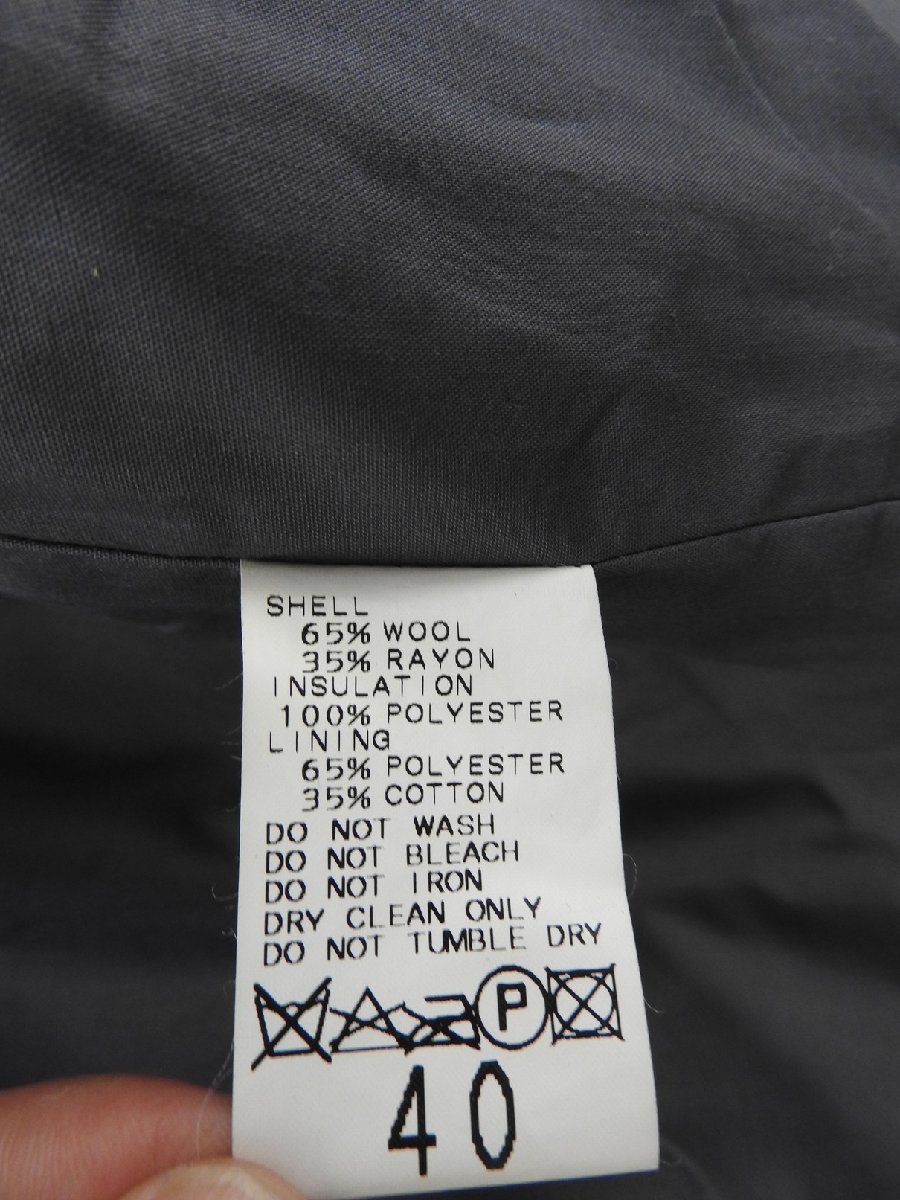 SHELL
65% WOOL
35% RAYON
INSULATION
100% POLYESTER
LINING
65% POLYESTER
35% COTTON
DO NOT WASH
DO NOT BLEACH
DO NOT IRON
DRY CLEAN ONLY
DO NOT TUMBLE DRY
P
40